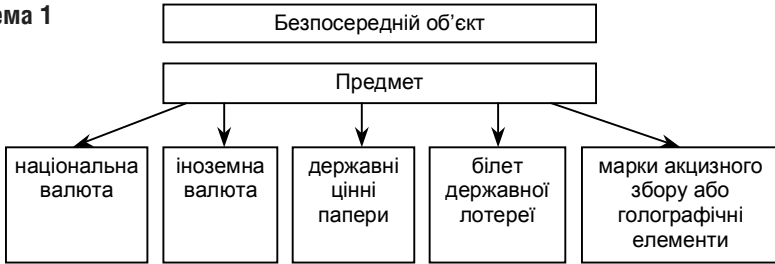 ема 1
Безпосередній об’єкт
Предмет
національна
валюта
іноземна
валюта
державні
цінні
папери
білет
державної
лотереї
марки акцизного
збору або
голографічні
елементи